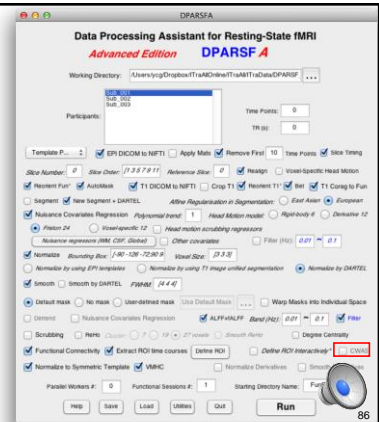 DPARSFA
Data Processing Assistant for Resting-State fMRI
Advanced Edition DPARSF A
Working Directory: /Users/ycg/Dropbox/ITraAllOnline/ITraAll/ITraData/DPARSF ...
Participants: Sub_001
Sub_002
Sub_003
Time Points: 0
TR (s): 0
Template P... EPI DICOM to NIFTI Apply Mats Remove First 10 Time Points Slice Timing
Slice Number: 0 Slice Order: [1 3 5 7 9 11 Reference Slice: 0 Realign Voxel-Specific Head Motion
Reorient Fun* AutoMask T1 DICOM to NIFTI Crop T1 Reorient T1* Bet T1 Coreg to Fun
Segment New Segment + DARTEL Affine Regularisation in Segmentation: East Asian European
Nuisance Covariates Regression Polynomial trend: 1 Head Motion model: Rigid-body 6 Derivative 12
Friston 24 Voxel-specific 12 Head motion scrubbing regressors
Nuisance regressors (WM, CSF, Global) Other covariates Filter (Hz): 0.01 ~ 0.1
Normalize Bounding Box: [-90 -126 -72;90 9 Voxel Size: [3 3 3]
Normalize by using EPI templates Normalize by using T1 image unified segmentation Normalize by DARTEL
Smooth Smooth by DARTEL FWHM: [4 4 4]
Default mask No mask User-defined mask Use Default Mask ... Warp Masks into Individual Space
Detrend Nuisance Covariates Regression ALFF+fALFF Band (Hz): 0.01 ~ 0.1 Filter
Scrubbing ReHo Cluster: 7 19 27 voxels Smooth ReHo Degree Centrality
Functional Connectivity Extract ROI time courses Define ROI Define ROI Interactively* CWAS
Normalize to Symmetric Template VMHC Normalize Derivatives Smooth
Parallel Workers #: 0 Functional Sessions #: 1 Starting Directory Name:
Help Save Load Utilities Quit Run
86